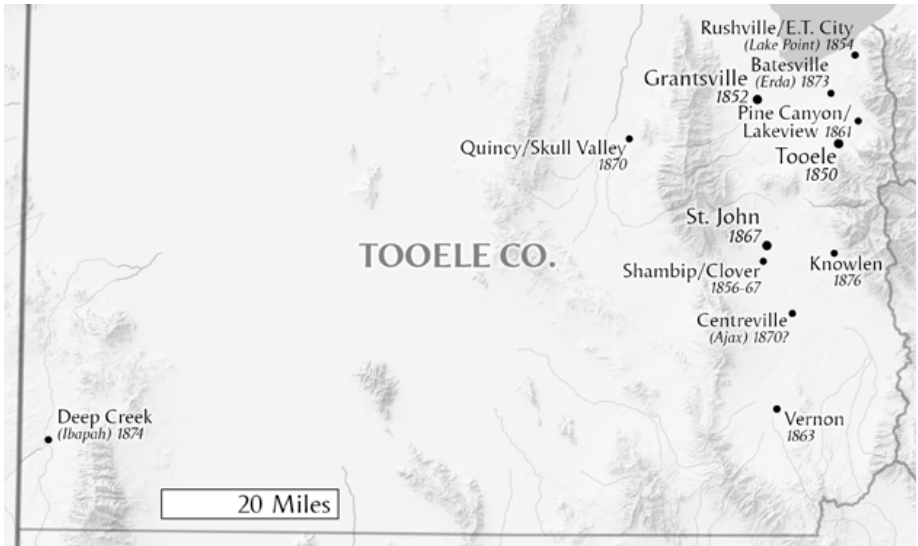 Rushville/E.T. City
(Lake Point) 1854
Batesville
(Erda) 1873
Grantsville
1852
Pine Canyon/
Lakeview 1861
Quincy/Skull Valley
1870
Tooele
1850
St. John
1867
TOOELE CO.
Shambip/Clover
1856-67
Knowlen
1876
Centreville
(Ajax) 1870?
Deep Creek
(Ibapah) 1874
Vernon
1863
20 Miles